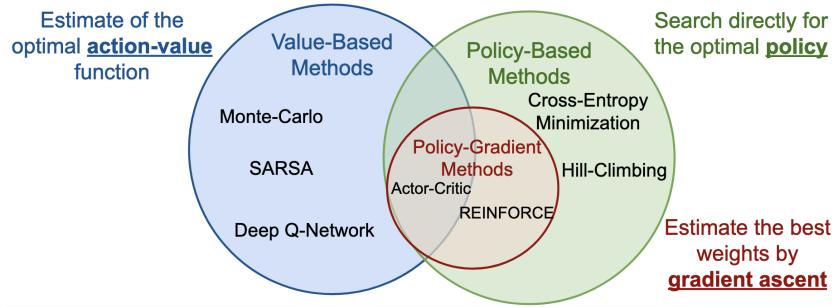 Estimate of the
optimal action-value
function
Value-Based
Methods
Monte-Carlo
SARSA
Deep Q-Network
Policy-Based
Methods
Cross-Entropy
Minimization
Hill-Climbing
Policy-Gradient
Methods
Actor-Critic
REINFORCE
Search directly for
the optimal policy
Estimate the best
weights by
gradient ascent